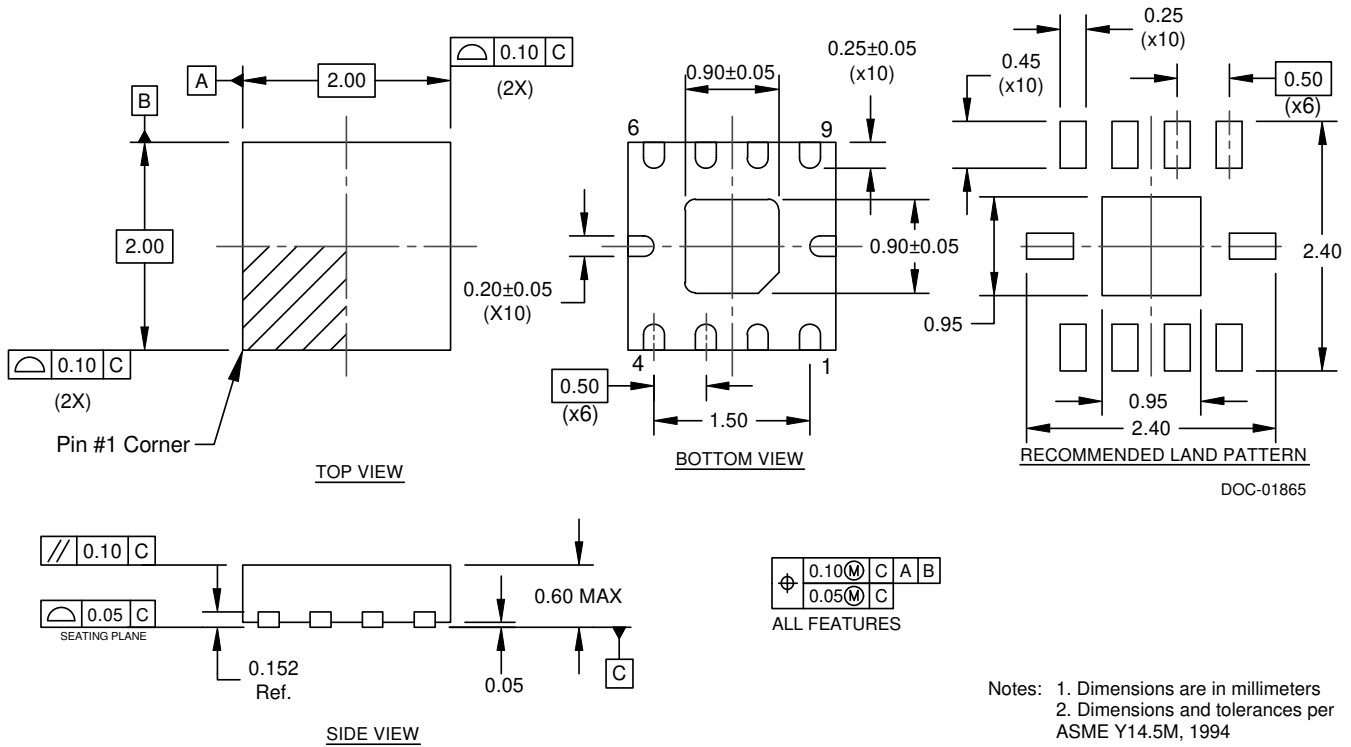 ⌓ 0.10 C
(2X)
A
2.00
B
2.00
⌓ 0.10 C
(2X)
Pin #1 Corner
TOP VIEW
0.90±0.05
0.25±0.05
(x10)
6
9
0.90±0.05
0.20±0.05
(X10)
4
1
0.50
(x6)
1.50
BOTTOM VIEW
0.25
(x10)
0.45
(x10)
0.50
(x6)
2.40
0.95
0.95
2.40
RECOMMENDED LAND PATTERN
DOC-01865
// 0.10 C
⌓ 0.05 C
SEATING PLANE
0.152
Ref.
0.60 MAX
0.05
C
SIDE VIEW
⌖ 0.10Ⓜ C A B
0.05Ⓜ C
ALL FEATURES
Notes: 1. Dimensions are in millimeters
2. Dimensions and tolerances per
ASME Y14.5M, 1994